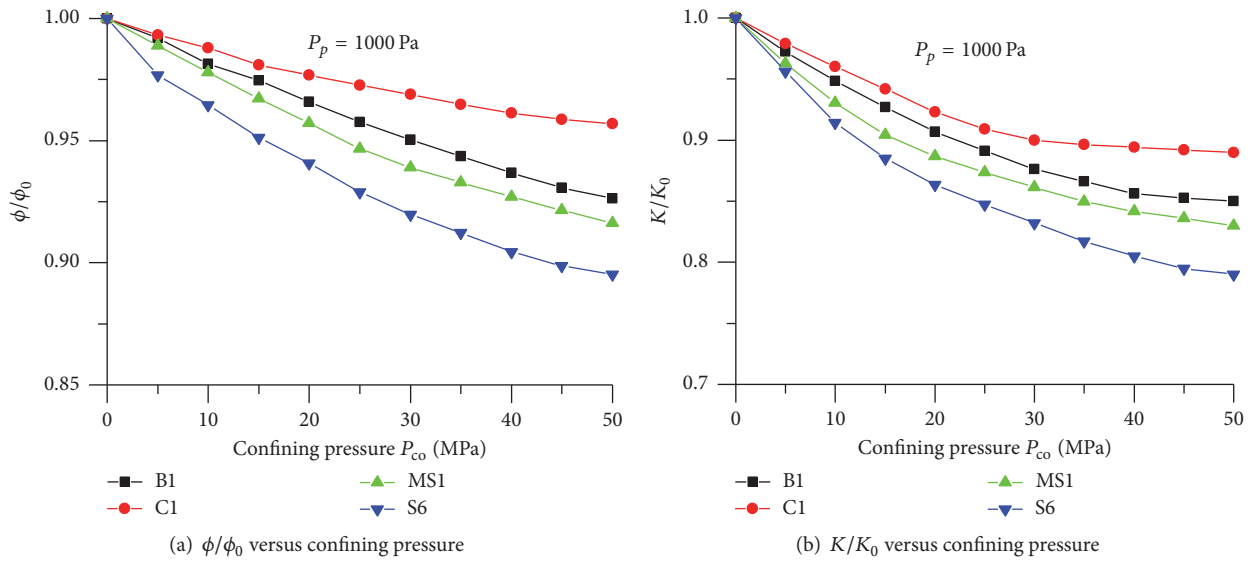 1.00
0.95
0.90
0.85
ϕ/ϕ₀
Pₚ = 1000 Pa
0 10 20 30 40 50
Confining pressure P_co (MPa)
B1 MS1
C1 S6
(a) ϕ/ϕ₀ versus confining pressure
1.0
0.9
0.8
0.7
K/K₀
Pₚ = 1000 Pa
0 10 20 30 40 50
Confining pressure P_co (MPa)
B1 MS1
C1 S6
(b) K/K₀ versus confining pressure